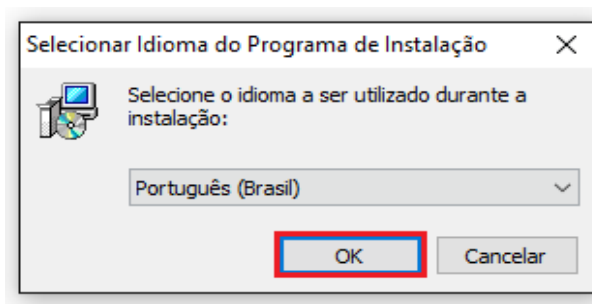 Selecionar Idioma do Programa de Instalação
Selecione o idioma a ser utilizado durante a
instalação:
Português (Brasil)
OK
Cancelar